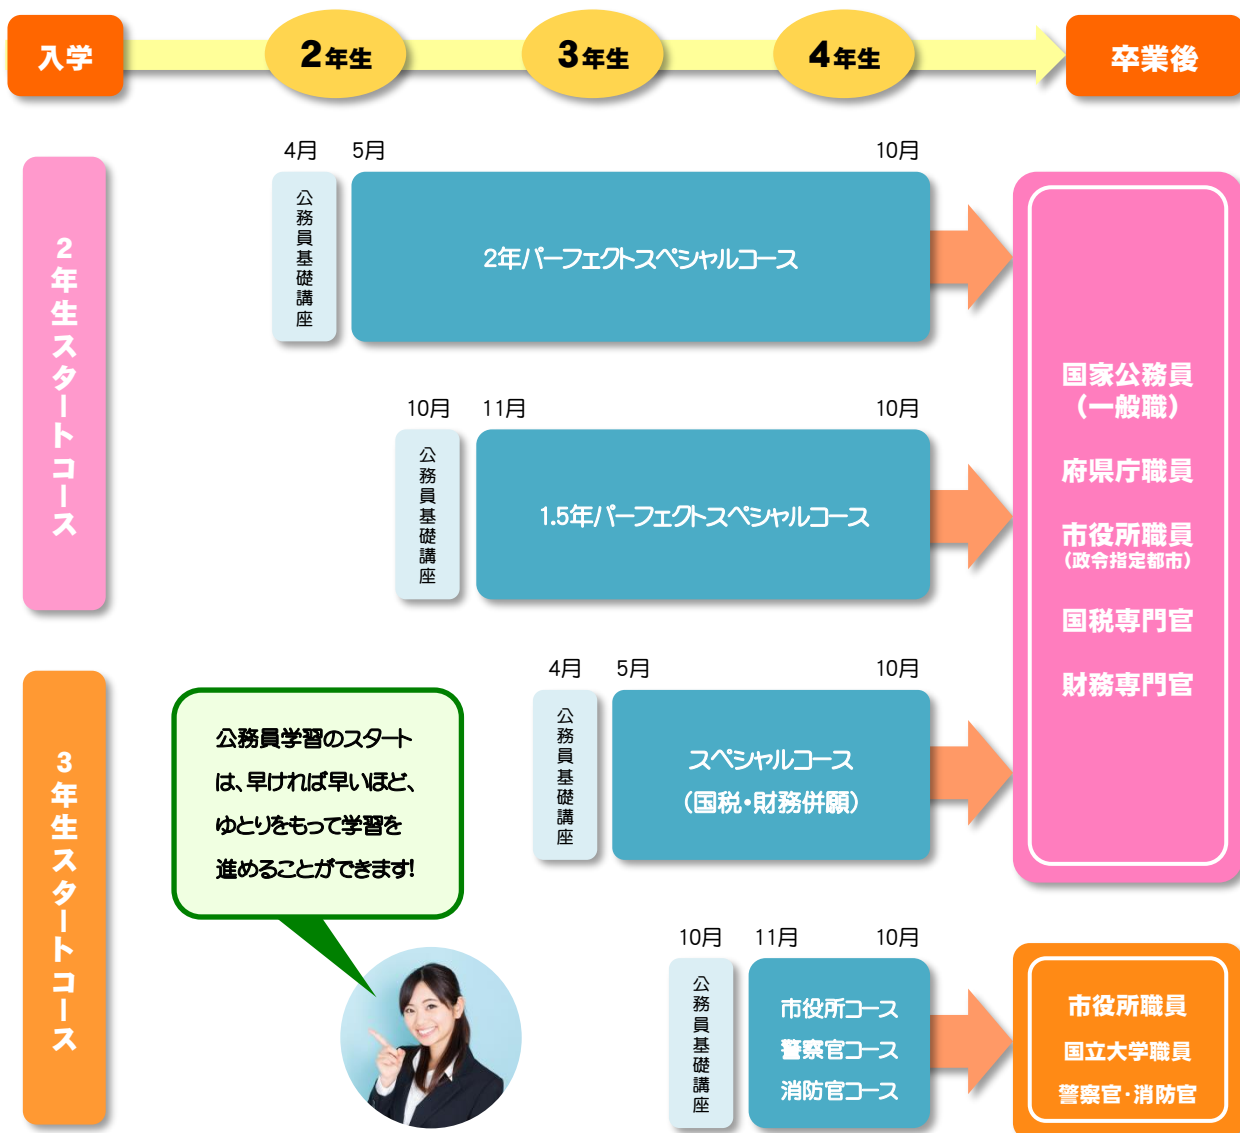 入学
2年生
3年生
4年生
卒業後
2年生スタートコース
4月
5月
10月
公務員基礎講座
2年パーフェクトスペシャルコース
10月
11月
10月
公務員基礎講座
1.5年パーフェクトスペシャルコース
国家公務員
（一般職）
府県庁職員
市役所職員
（政令指定都市）
国税専門官
財務専門官
3年生スタートコース
公務員学習のスタート
は、早ければ早いほど、
ゆとりをもって学習を
進めることができます!
4月
5月
10月
公務員基礎講座
スペシャルコース
（国税・財務併願）
10月
11月
10月
公務員基礎講座
市役所コース
警察官コース
消防官コース
市役所職員
国立大学職員
警察官・消防官